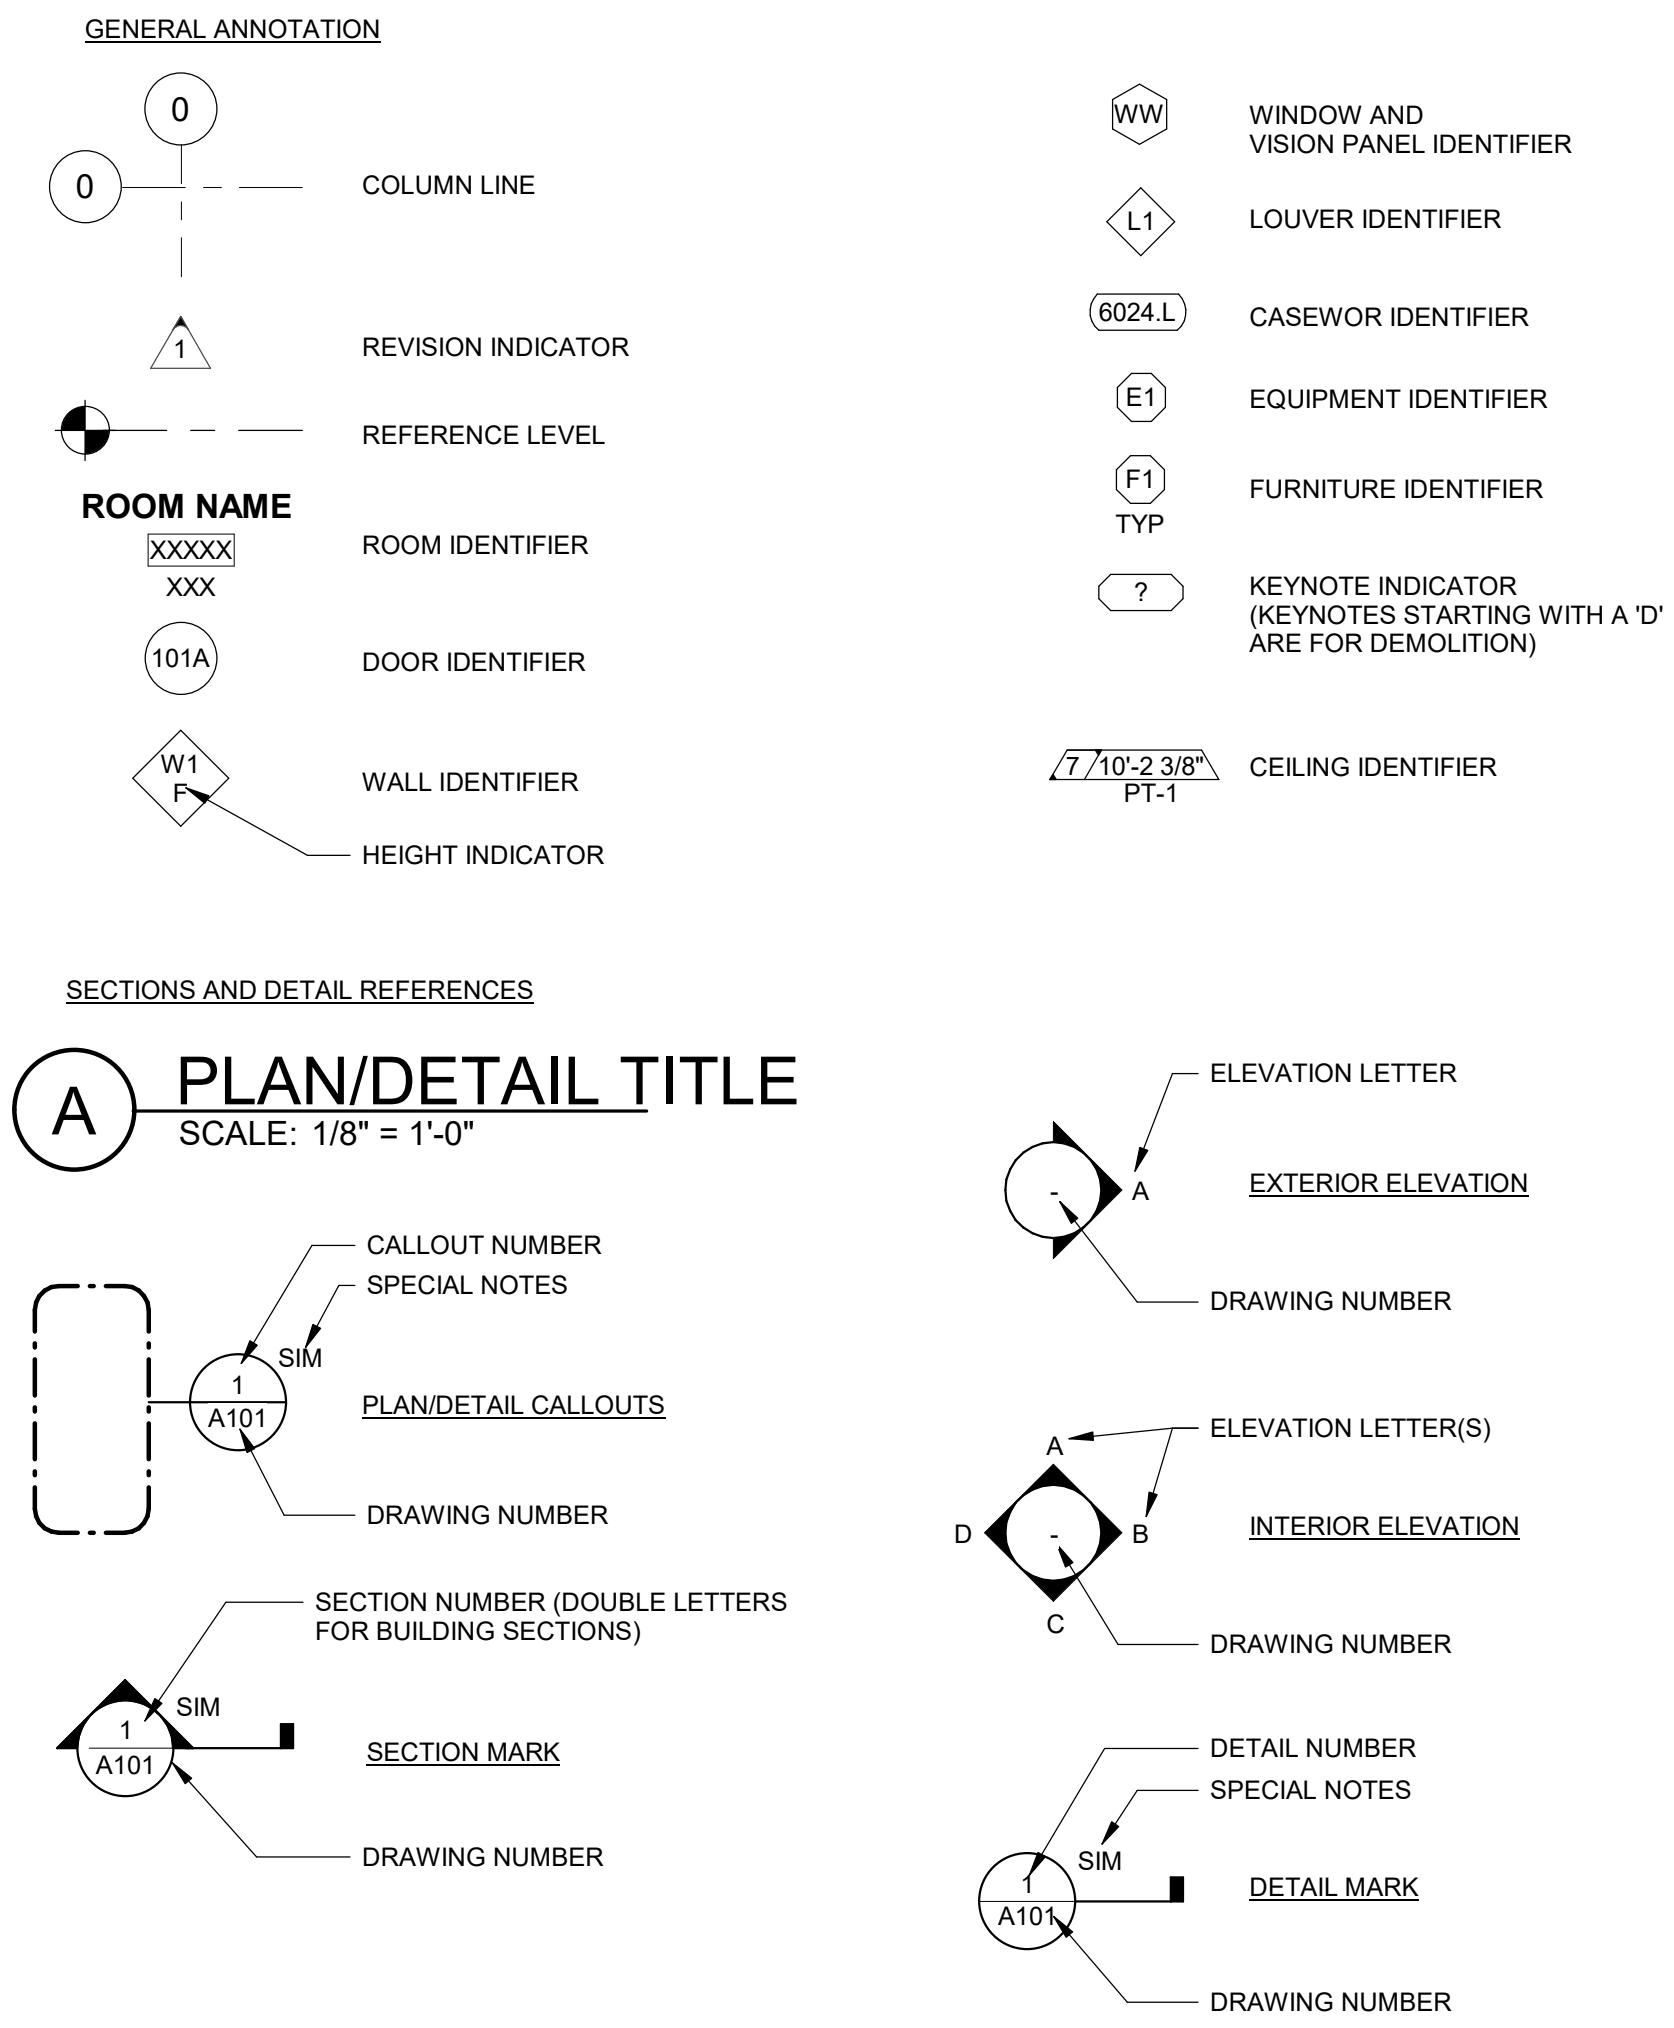 GENERAL ANNOTATION
0
0
COLUMN LINE
1
REVISION INDICATOR
REFERENCE LEVEL
ROOM NAME
XXXXX
XXX
ROOM IDENTIFIER
101A
DOOR IDENTIFIER
W1
F
WALL IDENTIFIER
HEIGHT INDICATOR
WW
WINDOW AND
VISION PANEL IDENTIFIER
L1
LOUVER IDENTIFIER
6024.L
CASEWOR IDENTIFIER
E1
EQUIPMENT IDENTIFIER
F1
TYP
FURNITURE IDENTIFIER
?
KEYNOTE INDICATOR
(KEYNOTES STARTING WITH A 'D'
ARE FOR DEMOLITION)
7
10'-2 3/8"
PT-1
CEILING IDENTIFIER
SECTIONS AND DETAIL REFERENCES
A
PLAN/DETAIL TITLE
SCALE: 1/8" = 1'-0"
CALLOUT NUMBER
SPECIAL NOTES
SIM
1
A101
PLAN/DETAIL CALLOUTS
DRAWING NUMBER
SECTION NUMBER (DOUBLE LETTERS
FOR BUILDING SECTIONS)
SIM
1
A101
SECTION MARK
DRAWING NUMBER
ELEVATION LETTER
-
A
EXTERIOR ELEVATION
DRAWING NUMBER
ELEVATION LETTER(S)
A
D
-
B
C
INTERIOR ELEVATION
DRAWING NUMBER
DETAIL NUMBER
SPECIAL NOTES
SIM
1
A101
DETAIL MARK
DRAWING NUMBER